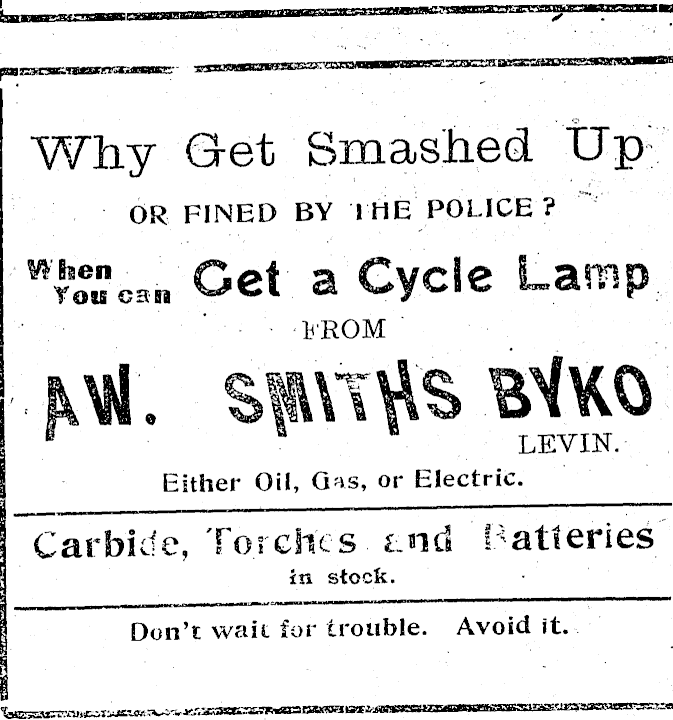 Why Get Smashed Up
OR FINED BY THE POLICE?
When You can Get a Cycle Lamp
FROM
AW. SMITHS BYKO
LEVIN.
Either Oil, Gas, or Electric.
Carbide, Torches and Batteries
in stock.
Don't wait for trouble. Avoid it.